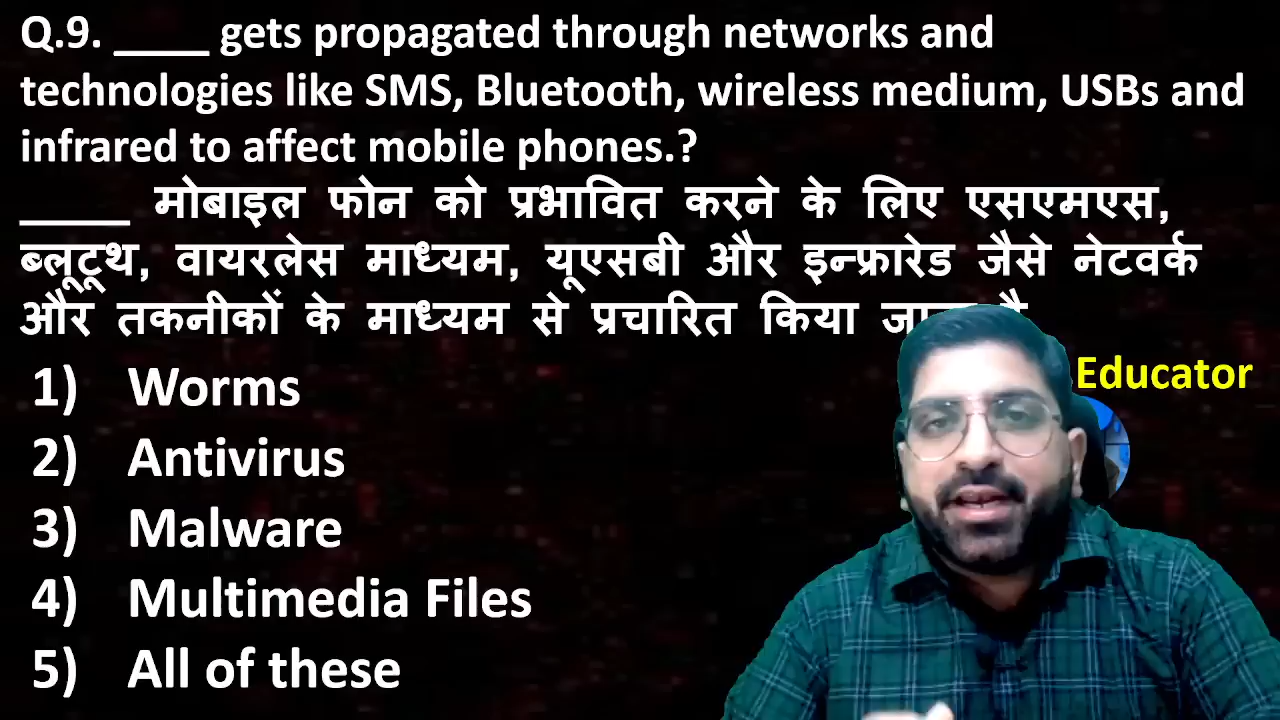 Q.9. ____ gets propagated through networks and
technologies like SMS, Bluetooth, wireless medium, USBs and
infrared to affect mobile phones.?
____ मोबाइल फोन को प्रभावित करने के लिए एसएमएस,
ब्लूटूथ, वायरलेस माध्यम, यूएसबी और इन्फ्रारेड जैसे नेटवर्क
और तकनीकों के माध्यम से प्रचारित किया
1) Worms
Educator
2) Antivirus
3) Malware
4) Multimedia Files
5) All of these